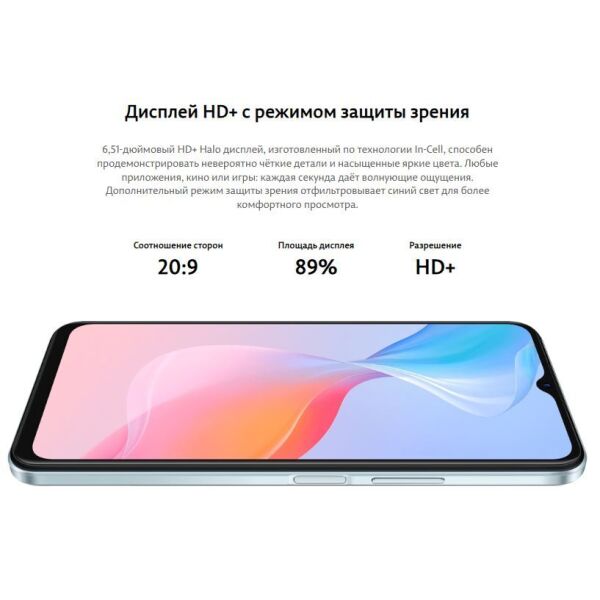 Дисплей HD+ с режимом защиты зрения
6,51-дюймовый HD+ Halo дисплей, изготовленный по технологии In-Cell, способен
продемонстрировать невероятно чёткие детали и насыщенные яркие цвета. Любые
приложения, кино или игры: каждая секунда даёт волнующие ощущения.
Дополнительный режим защиты зрения отфильтровывает синий свет для более
комфортного просмотра.
Соотношение сторон
Площадь дисплея
Разрешение
20:9
89%
HD+